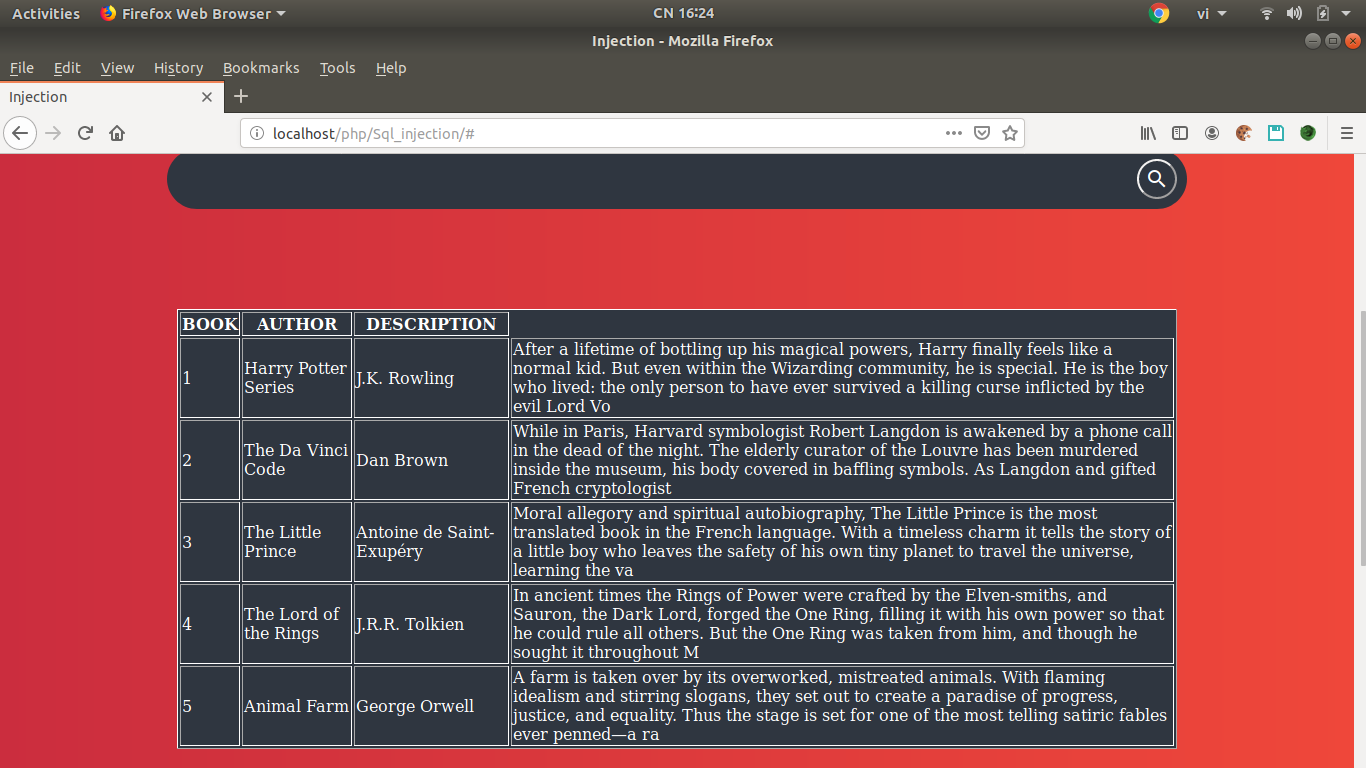 Activities Firefox Web Browser CN 16:24 vi
Injection - Mozilla Firefox
File Edit View History Bookmarks Tools Help
Injection
localhost/php/Sql_injection/#
BOOK AUTHOR DESCRIPTION
1
Harry Potter
Series
J.K. Rowling
After a lifetime of bottling up his magical powers, Harry finally feels like a
normal kid. But even within the Wizarding community, he is special. He is the boy
who lived: the only person to have ever survived a killing curse inflicted by the
evil Lord Vo
2
The Da Vinci
Code
Dan Brown
While in Paris, Harvard symbologist Robert Langdon is awakened by a phone call
in the dead of the night. The elderly curator of the Louvre has been murdered
inside the museum, his body covered in baffling symbols. As Langdon and gifted
French cryptologist
3
The Little
Prince
Antoine de Saint-
Exupéry
Moral allegory and spiritual autobiography, The Little Prince is the most
translated book in the French language. With a timeless charm it tells the story of
a little boy who leaves the safety of his own tiny planet to travel the universe,
learning the va
4
The Lord of
the Rings
J.R.R. Tolkien
In ancient times the Rings of Power were crafted by the Elven-smiths, and
Sauron, the Dark Lord, forged the One Ring, filling it with his own power so that
he could rule all others. But the One Ring was taken from him, and though he
sought it throughout M
5
Animal Farm
George Orwell
A farm is taken over by its overworked, mistreated animals. With flaming
idealism and stirring slogans, they set out to create a paradise of progress,
justice, and equality. Thus the stage is set for one of the most telling satiric fables
ever penned—a ra